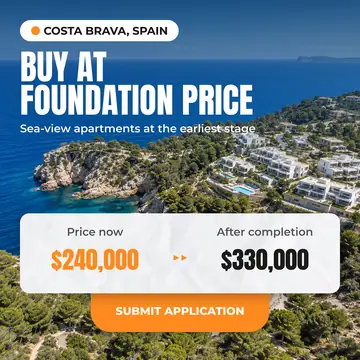 COSTA BRAVA, SPAIN
BUY AT
FOUNDATION PRICE
Sea-view apartments at the earliest stage
Price now
$240,000
After completion
$330,000
SUBMIT APPLICATION